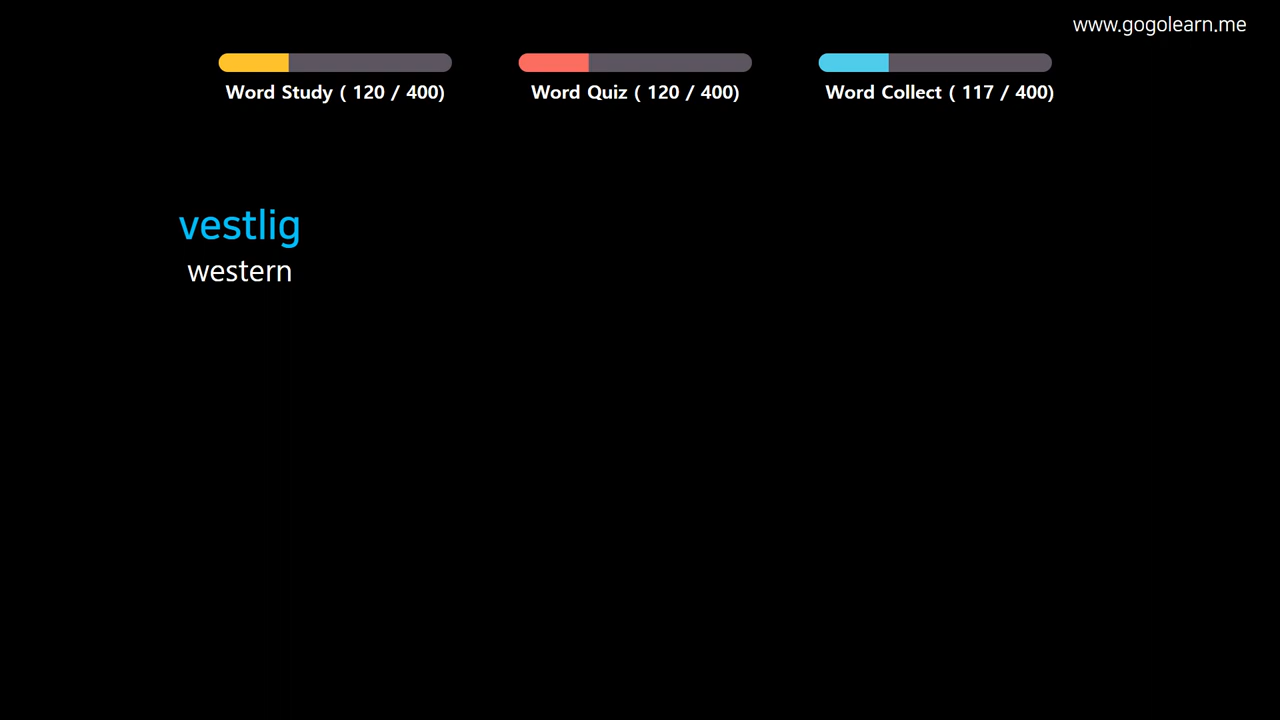 www.gogolearn.me
Word Study ( 120 / 400)
Word Quiz ( 120 / 400)
Word Collect ( 117 / 400)
vestlig
western